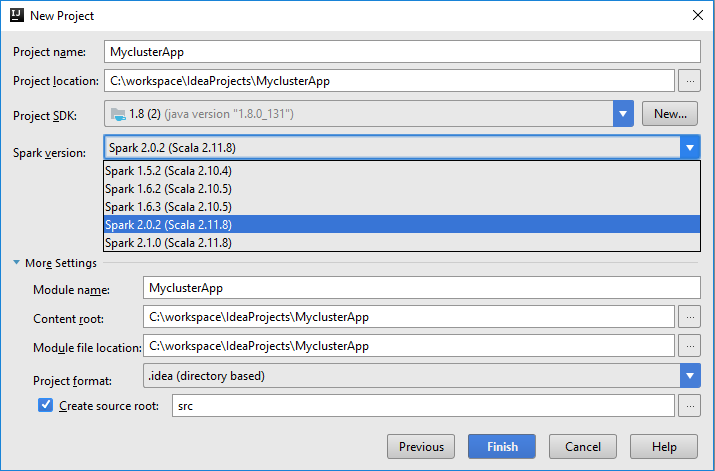 IJ New Project
Project name: MyclusterApp
Project location: C:\workspace\IdeaProjects\MyclusterApp ...
Project SDK: 1.8 (2) (java version "1.8.0_131") New...
Spark version: Spark 2.0.2 (Scala 2.11.8)
Spark 1.5.2 (Scala 2.10.4)
Spark 1.6.2 (Scala 2.10.5)
Spark 1.6.3 (Scala 2.10.5)
Spark 2.0.2 (Scala 2.11.8)
Spark 2.1.0 (Scala 2.11.8)
More Settings
Module name: MyclusterApp
Content root: C:\workspace\IdeaProjects\MyclusterApp ...
Module file location: C:\workspace\IdeaProjects\MyclusterApp ...
Project format: .idea (directory based)
Create source root: src ...
Previous Finish Cancel Help